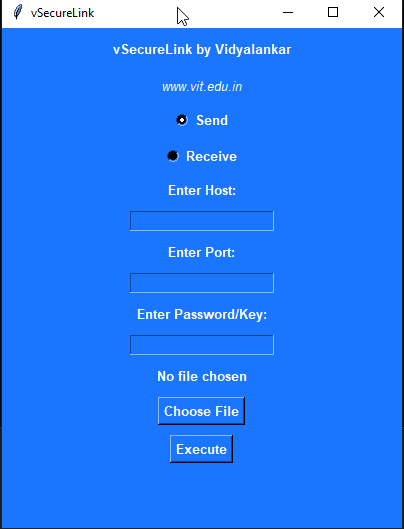 vSecureLink
vSecureLink by Vidyalankar
www.vit.edu.in
Send
Receive
Enter Host:
Enter Port:
Enter Password/Key:
No file chosen
Choose File
Execute